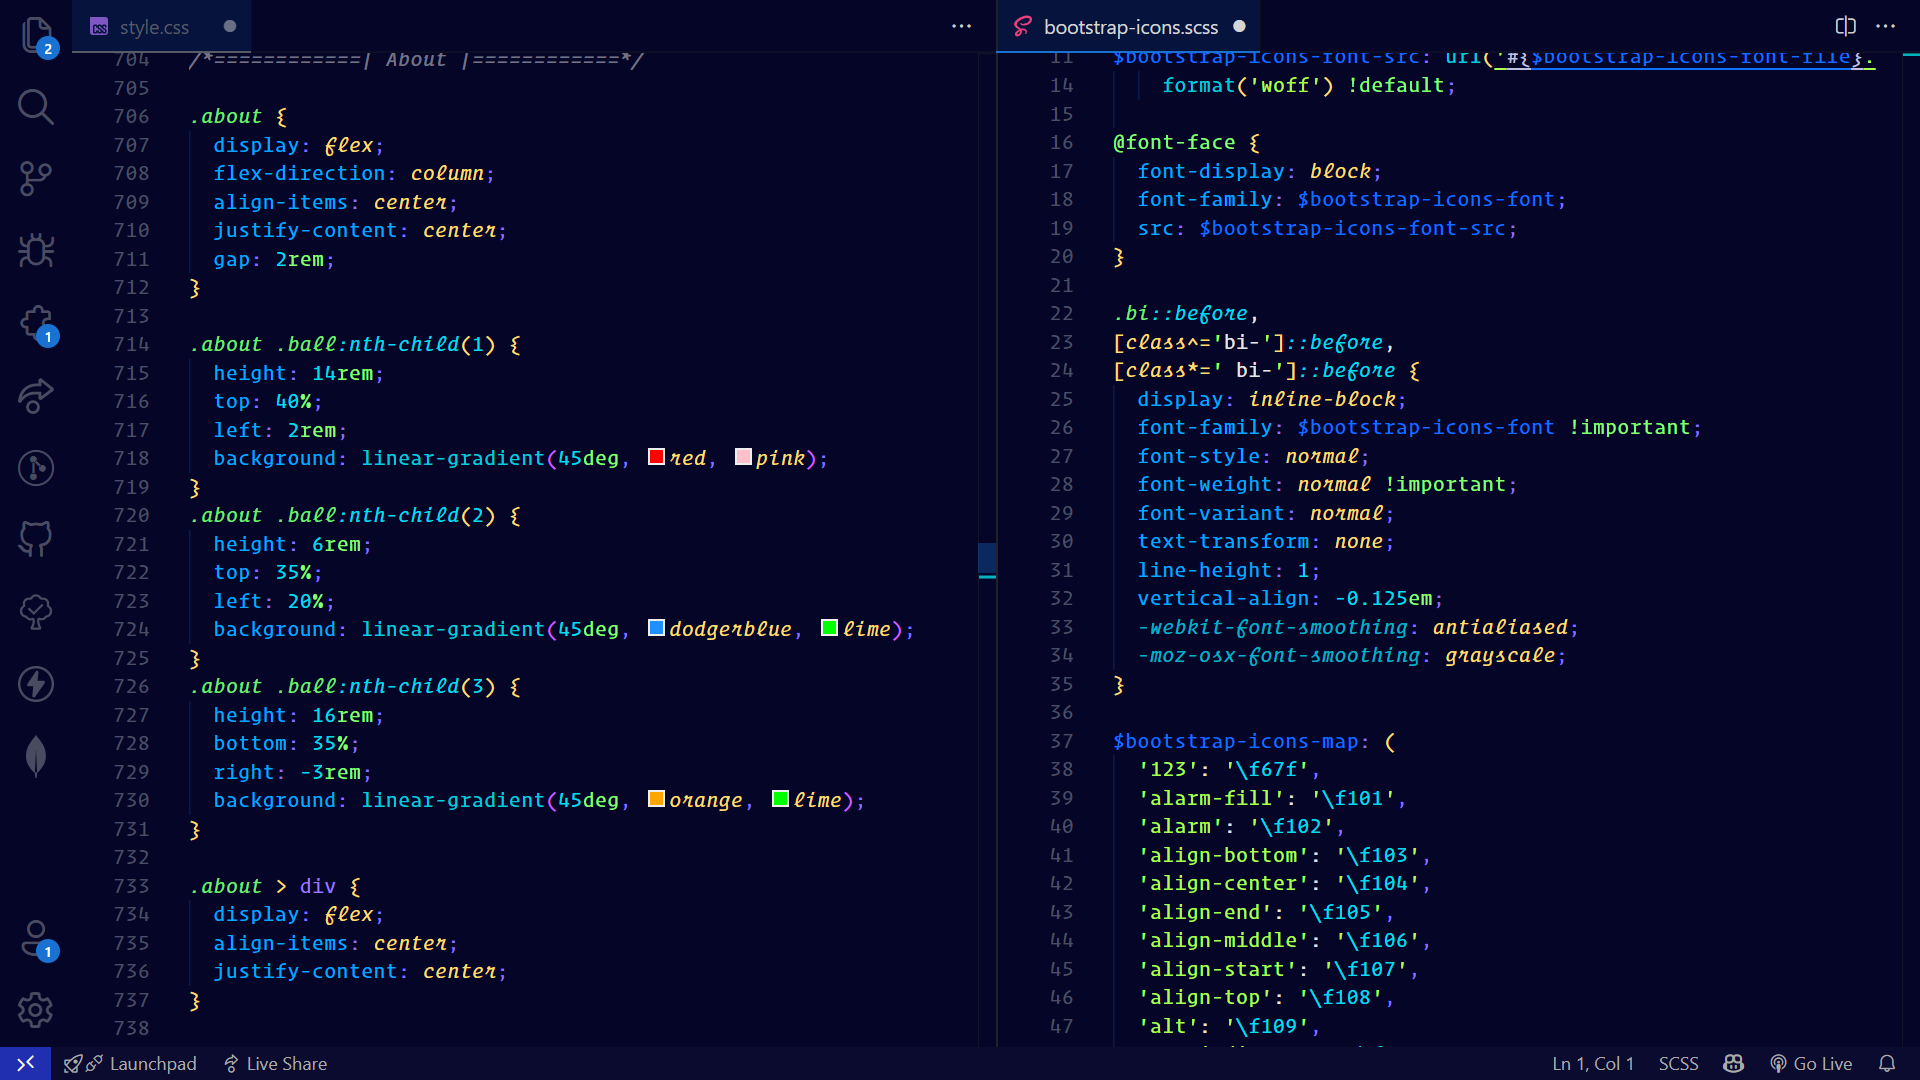 style.css
704 /*============| About |============*/
705
706 .about {
707 display: flex;
708 flex-direction: column;
709 align-items: center;
710 justify-content: center;
711 gap: 2rem;
712 }
713
714 .about .ball:nth-child(1) {
715 height: 14rem;
716 top: 40%;
717 left: 2rem;
718 background: linear-gradient(45deg, red, pink);
719 }
720 .about .ball:nth-child(2) {
721 height: 6rem;
722 top: 35%;
723 left: 20%;
724 background: linear-gradient(45deg, dodgerblue, lime);
725 }
726 .about .ball:nth-child(3) {
727 height: 16rem;
728 bottom: 35%;
729 right: -3rem;
730 background: linear-gradient(45deg, orange, lime);
731 }
732
733 .about > div {
734 display: flex;
735 align-items: center;
736 justify-content: center;
737 }
738
bootstrap-icons.scss
11 $bootstrap-icons-font-src: url('#{$bootstrap-icons-font-file}.
14 format('woff') !default;
15
16 @font-face {
17 font-display: block;
18 font-family: $bootstrap-icons-font;
19 src: $bootstrap-icons-font-src;
20 }
21
22 .bi::before,
23 [class^='bi-']::before,
24 [class*=' bi-']::before {
25 display: inline-block;
26 font-family: $bootstrap-icons-font !important;
27 font-style: normal;
28 font-weight: normal !important;
29 font-variant: normal;
30 text-transform: none;
31 line-height: 1;
32 vertical-align: -0.125em;
33 -webkit-font-smoothing: antialiased;
34 -moz-osx-font-smoothing: grayscale;
35 }
36
37 $bootstrap-icons-map: (
38 '123': '\f67f',
39 'alarm-fill': '\f101',
40 'alarm': '\f102',
41 'align-bottom': '\f103',
42 'align-center': '\f104',
43 'align-end': '\f105',
44 'align-middle': '\f106',
45 'align-start': '\f107',
46 'align-top': '\f108',
47 'alt': '\f109',
2
1
1
Launchpad Live Share Ln 1, Col 1 SCSS Go Live